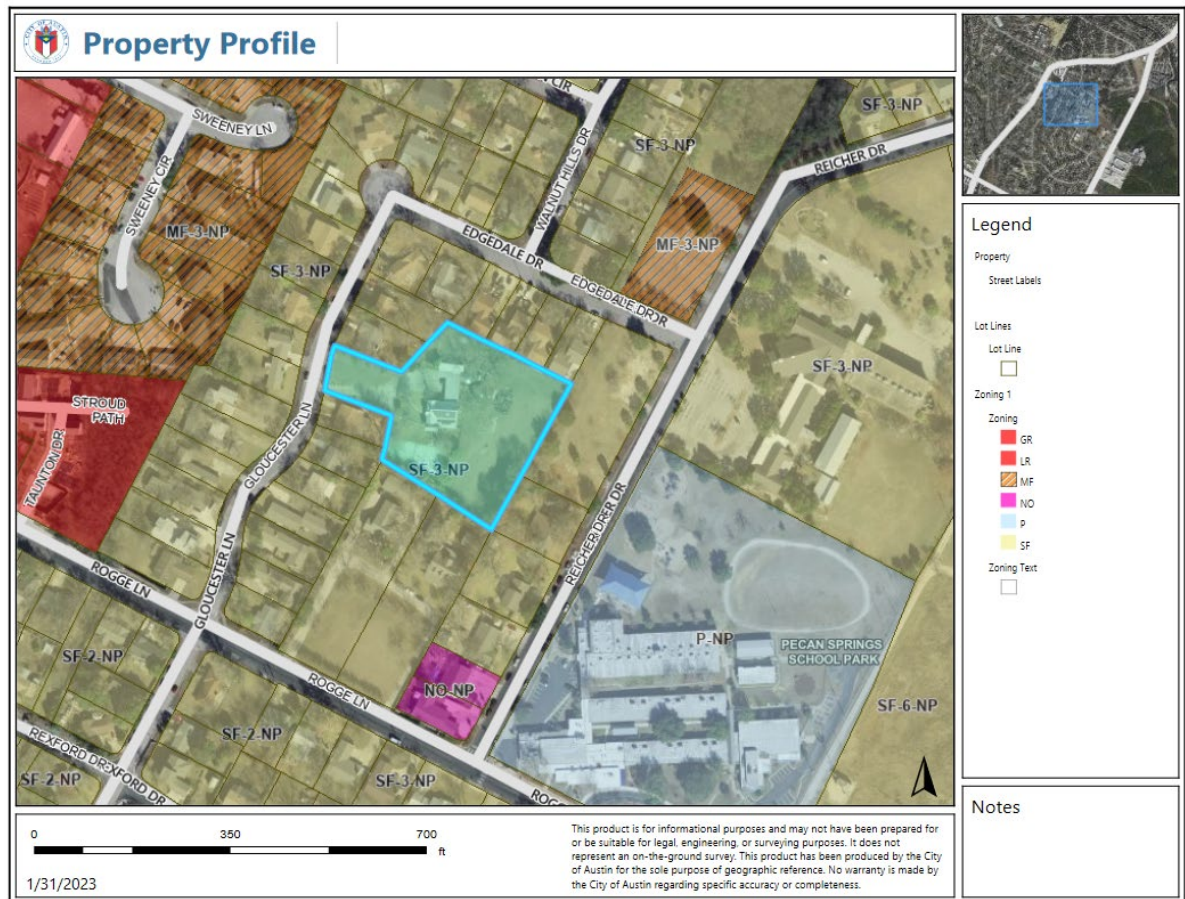 Property Profile
CIR
SF-3-NP
SWEENEY LN
WALNUT HILLS DR
SF-3-NP
REICHER DR
SWEENEY CIR
MF-3-NP
EDGEDALE DR
MF-3-NP
SF-3-NP
EDGEDALE DR
DR
SF-3-NP
STROUD
PATH
GLOUCESTER LN
TAUNTON DR
SF-3-NP
REICHER DR
ER DR
ROGGE LN
GLOUCESTER LN
P-NP
PECAN SPRINGS
SCHOOL PARK
SF-2-NP
ROGGE LN
NO-NP
SF-6-NP
SF-2-NP
REXFORD DR
EXFORD DR
SF-2-NP
SF-3-NP
ROGG
Legend
Property
Street Labels
Lot Lines
Lot Line
Zoning 1
Zoning
GR
LR
MF
NO
P
SF
Zoning Text
Notes
0 350 700
ft
1/31/2023
This product is for informational purposes and may not have been prepared for
or be suitable for legal, engineering, or surveying purposes. It does not
represent an on-the-ground survey. This product has been produced by the City
of Austin for the sole purpose of geographic reference. No warranty is made by
the City of Austin regarding specific accuracy or completeness.